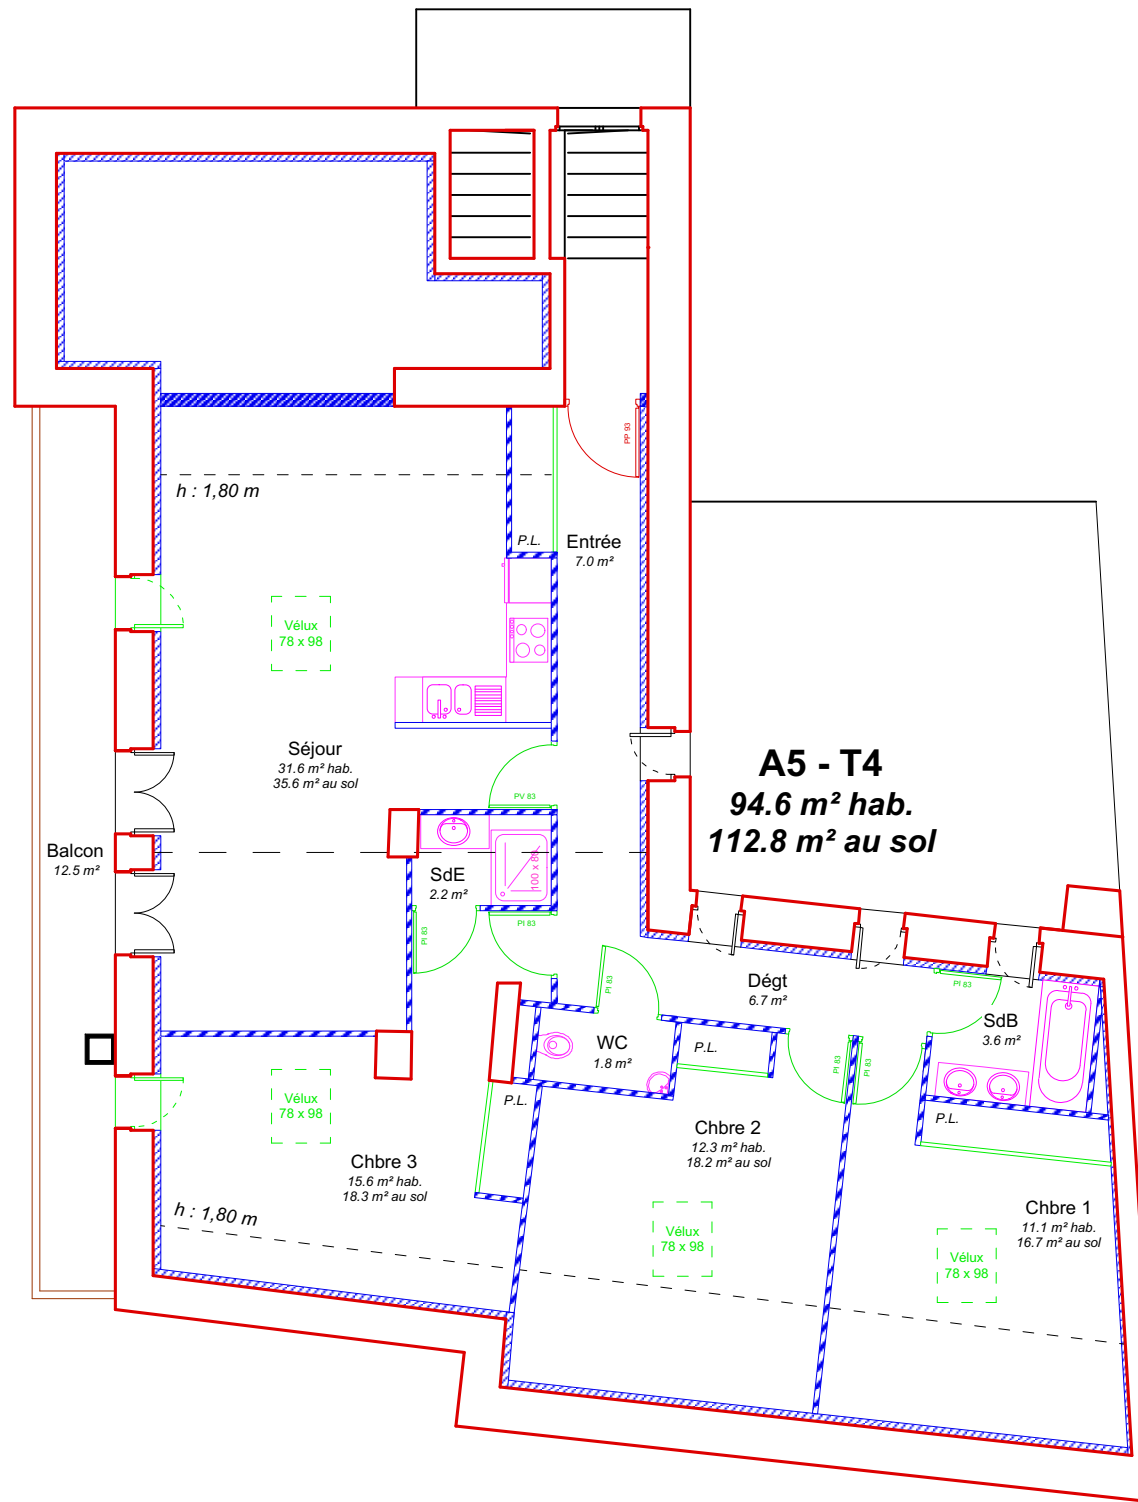 h : 1,80 m
PP 93
P.L.
Entrée
7.0 m²
Vélux
78 x 98
Séjour
31.6 m² hab.
35.6 m² au sol
A5 - T4
94.6 m² hab.
112.8 m² au sol
PV 83
Balcon
12.5 m²
SdE
2.2 m²
100 x 80
PI 83
PI 83
PI 83
Dégt
6.7 m²
PI 83
SdB
3.6 m²
WC
1.8 m²
P.L.
PI 83
PI 83
Vélux
78 x 98
P.L.
P.L.
Chbre 2
12.3 m² hab.
18.2 m² au sol
Chbre 3
15.6 m² hab.
18.3 m² au sol
h : 1,80 m
Chbre 1
11.1 m² hab.
16.7 m² au sol
Vélux
78 x 98
Vélux
78 x 98